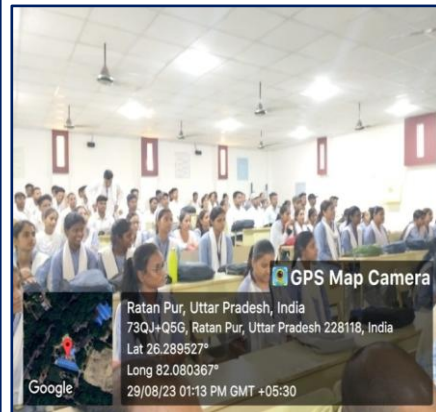 GPS Map Camera
Ratan Pur, Uttar Pradesh, India
73QJ+Q5G, Ratan Pur, Uttar Pradesh 228118, India
Lat 26.289527°
Long 82.080367°
29/08/23 01:13 PM GMT +05:30
Google